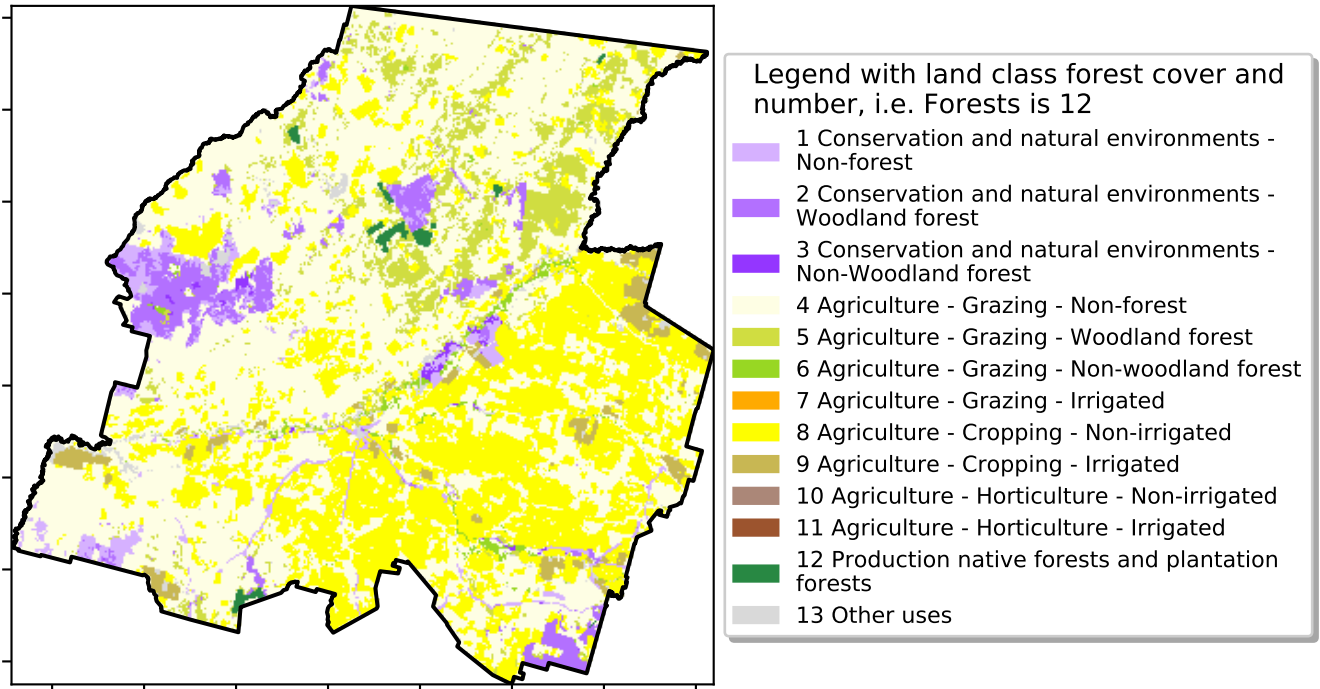 Legend with land class forest cover and
number, i.e. Forests is 12
1 Conservation and natural environments -
Non-forest
2 Conservation and natural environments -
Woodland forest
3 Conservation and natural environments -
Non-Woodland forest
4 Agriculture - Grazing - Non-forest
5 Agriculture - Grazing - Woodland forest
6 Agriculture - Grazing - Non-woodland forest
7 Agriculture - Grazing - Irrigated
8 Agriculture - Cropping - Non-irrigated
9 Agriculture - Cropping - Irrigated
10 Agriculture - Horticulture - Non-irrigated
11 Agriculture - Horticulture - Irrigated
12 Production native forests and plantation
forests
13 Other uses